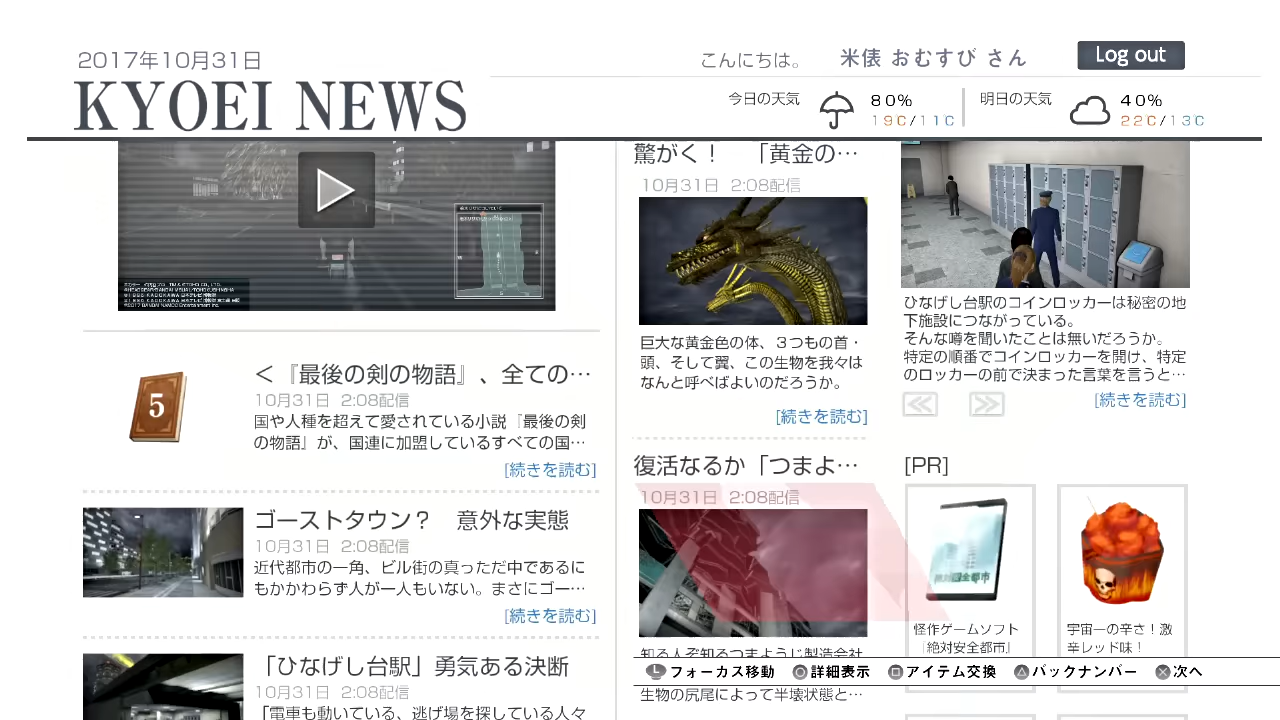 2017年10月31日
こんにちは。
米俵 おむすび さん
Log out
KYOEI NEWS
今日の天気
80%
19C/11C
明日の天気
40%
22C/13C
＜『最後の剣の物語』、全ての…
10月31日 2:08配信
国や人種を超えて愛されている小説『最後の剣
の物語』が、国連に加盟しているすべての国…
[続きを読む]
5
ゴーストタウン？　意外な実態
10月31日 2:08配信
近代都市の一角、ビル街の真っただ中であるに
もかかわらず人が一人もいない。まさにゴー…
[続きを読む]
「ひなげし台駅」勇気ある決断
10月31日 2:08配信
「電車も動いている、逃げ場を探している人々
驚がく！　「黄金の…
10月31日 2:08配信
巨大な黄金色の体、３つもの首・
頭、そして翼、この生物を我々は
なんと呼べばよいのだろうか。
[続きを読む]
復活なるか「つまよ…
10月31日 2:08配信
知る人ぞ知るつまようじ製造会社
生物の尻尾によって半壊状態と…
ひなげし台駅のコインロッカーは秘密の地
下施設につながっている。
そんな噂を聞いたことは無いだろうか。
特定の順番でコインロッカーを開け、特定
のロッカーの前で決まった言葉を言うと…
[続きを読む]
[PR]
怪作ゲームソフト
『絶対安全都市』
宇宙一の辛さ！激
辛レッド味！
L フォーカス移動 ○詳細表示 □アイテム交換 △バックナンバー ×次へ